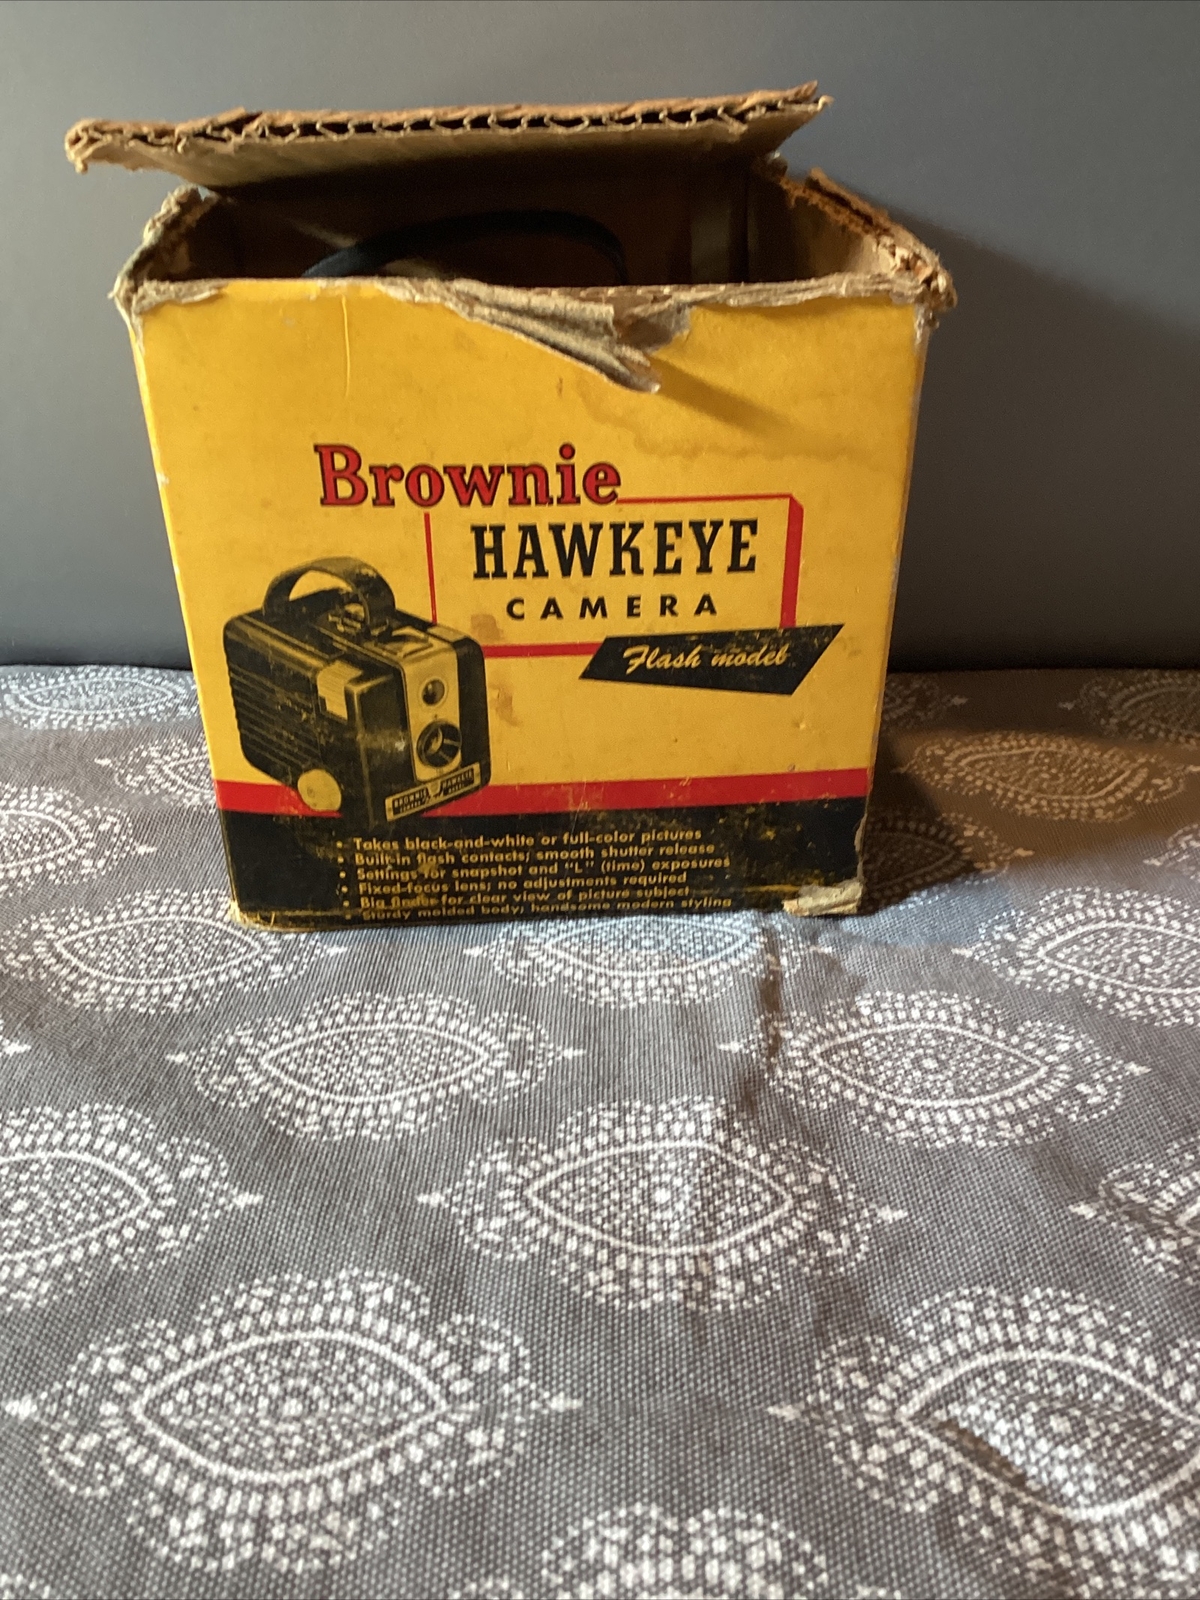 Brownie
HAWKEYE
CAMERA
Flash model
BROWNIE HAWKEYE
• Takes black-and-white or full-color pictures
• Built-in flash contacts; smooth shutter release
• Settings for snapshot and "L" (time) exposures
• Fixed-focus lens; no adjustments required
• Big finder for clear view of picture subject
• Sturdy molded body; handsome modern styling